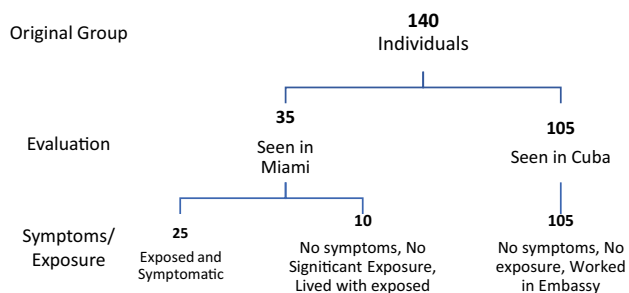 Original Group
140
Individuals
Evaluation
35
Seen in
Miami
105
Seen in Cuba
Symptoms/
Exposure
25
Exposed and
Symptomatic
10
No symptoms, No
Significant Exposure,
Lived with exposed
105
No symptoms, No
exposure, Worked
in Embassy